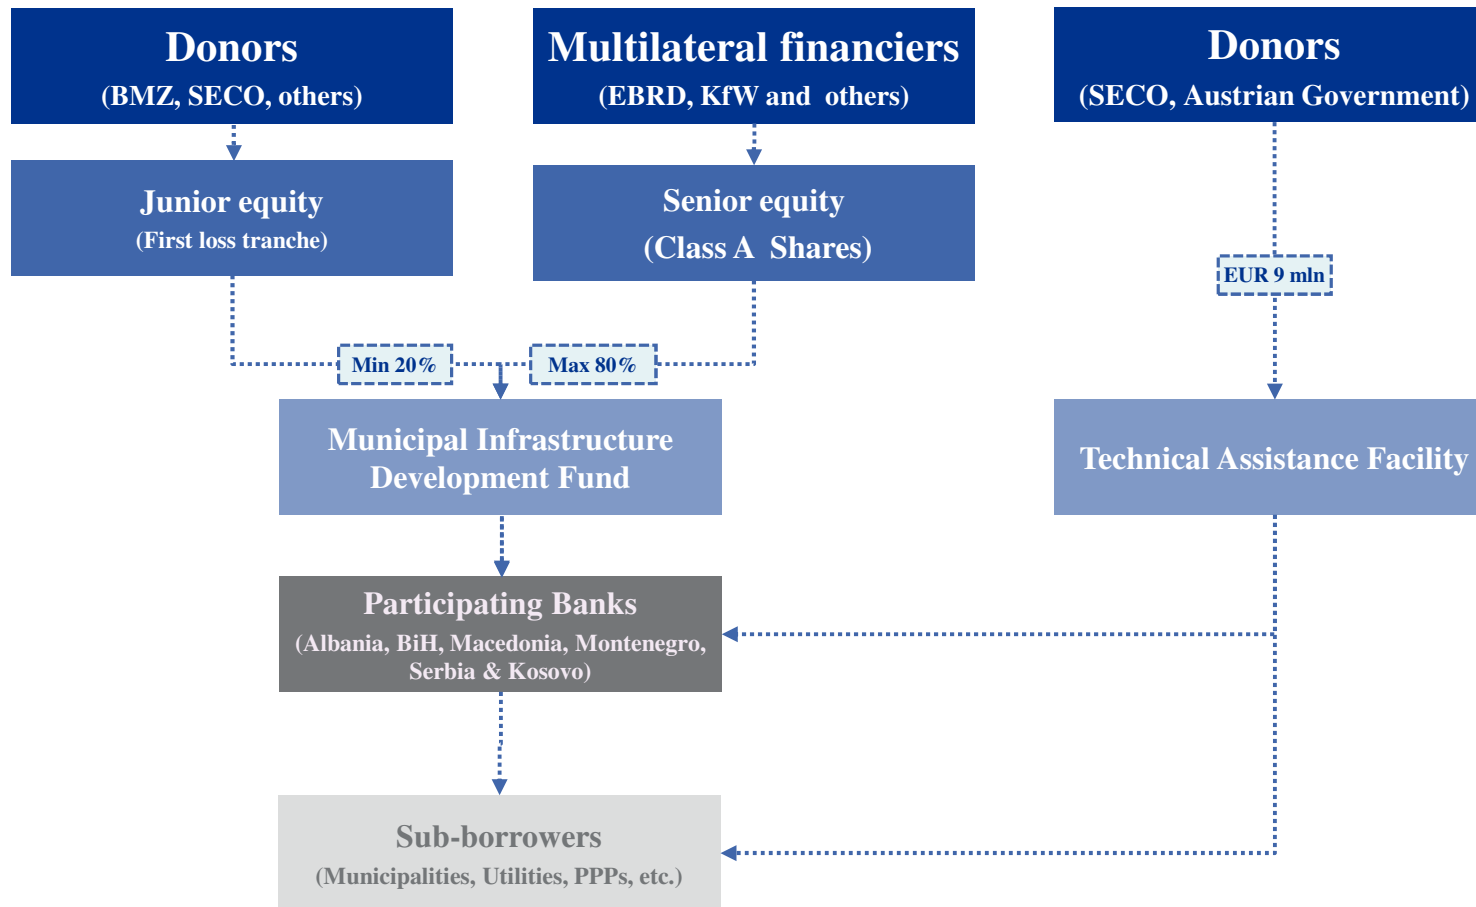 Donors
(BMZ, SECO, others)
Multilateral financiers
(EBRD, KfW and others)
Donors
(SECO, Austrian Government)
Junior equity
(First loss tranche)
Senior equity
(Class A Shares)
EUR 9 mln
Min 20%
Max 80%
Municipal Infrastructure
Development Fund
Technical Assistance Facility
Participating Banks
(Albania, BiH, Macedonia, Montenegro,
Serbia & Kosovo)
Sub-borrowers
(Municipalities, Utilities, PPPs, etc.)